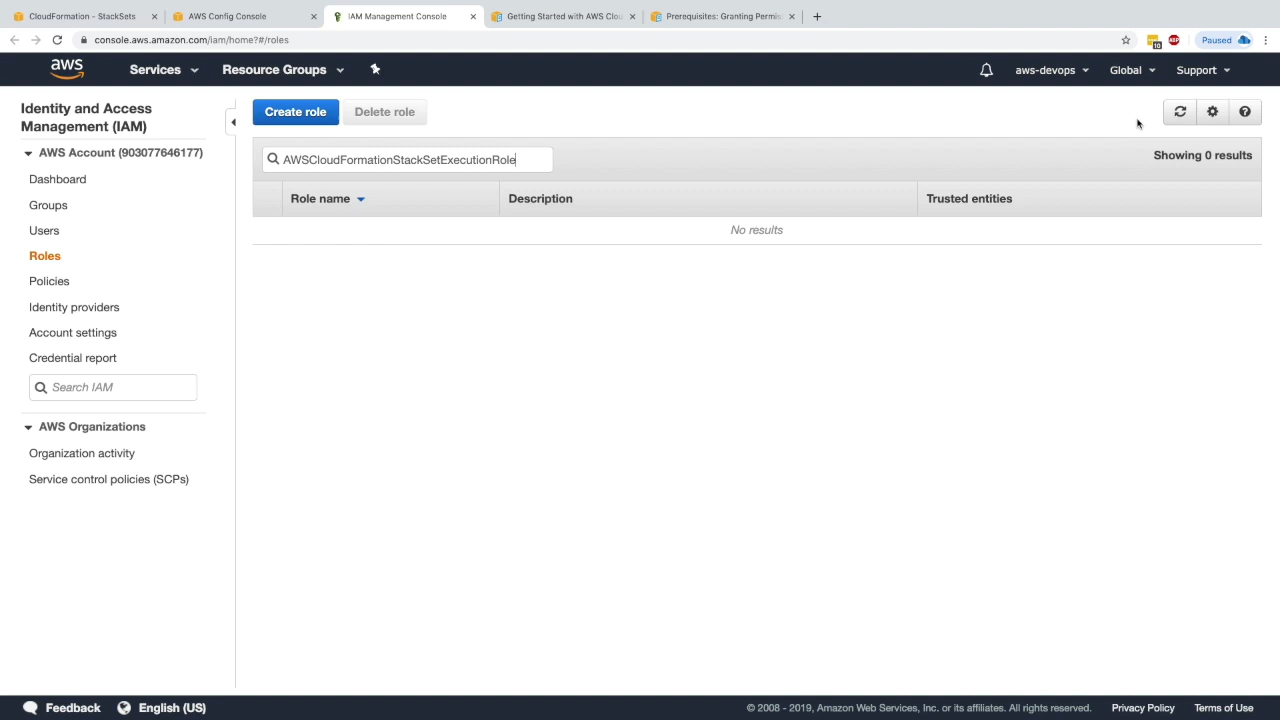 CloudFormation - StackSets
AWS Config Console
IAM Management Console
Getting Started with AWS Clou
Prerequisites: Granting Permis
console.aws.amazon.com/iam/home?#/roles
10
ABP
Paused
aws
Services
Resource Groups
aws-devops
Global
Support
Identity and Access
Management (IAM)
AWS Account (903077646177)
Dashboard
Groups
Users
Roles
Policies
Identity providers
Account settings
Credential report
Search IAM
AWS Organizations
Organization activity
Service control policies (SCPs)
Create role
Delete role
AWSCloudFormationStackSetExecutionRole
Showing 0 results
Role name
Description
Trusted entities
No results
Feedback
English (US)
© 2008 - 2019, Amazon Web Services, Inc. or its affiliates. All rights reserved.
Privacy Policy
Terms of Use